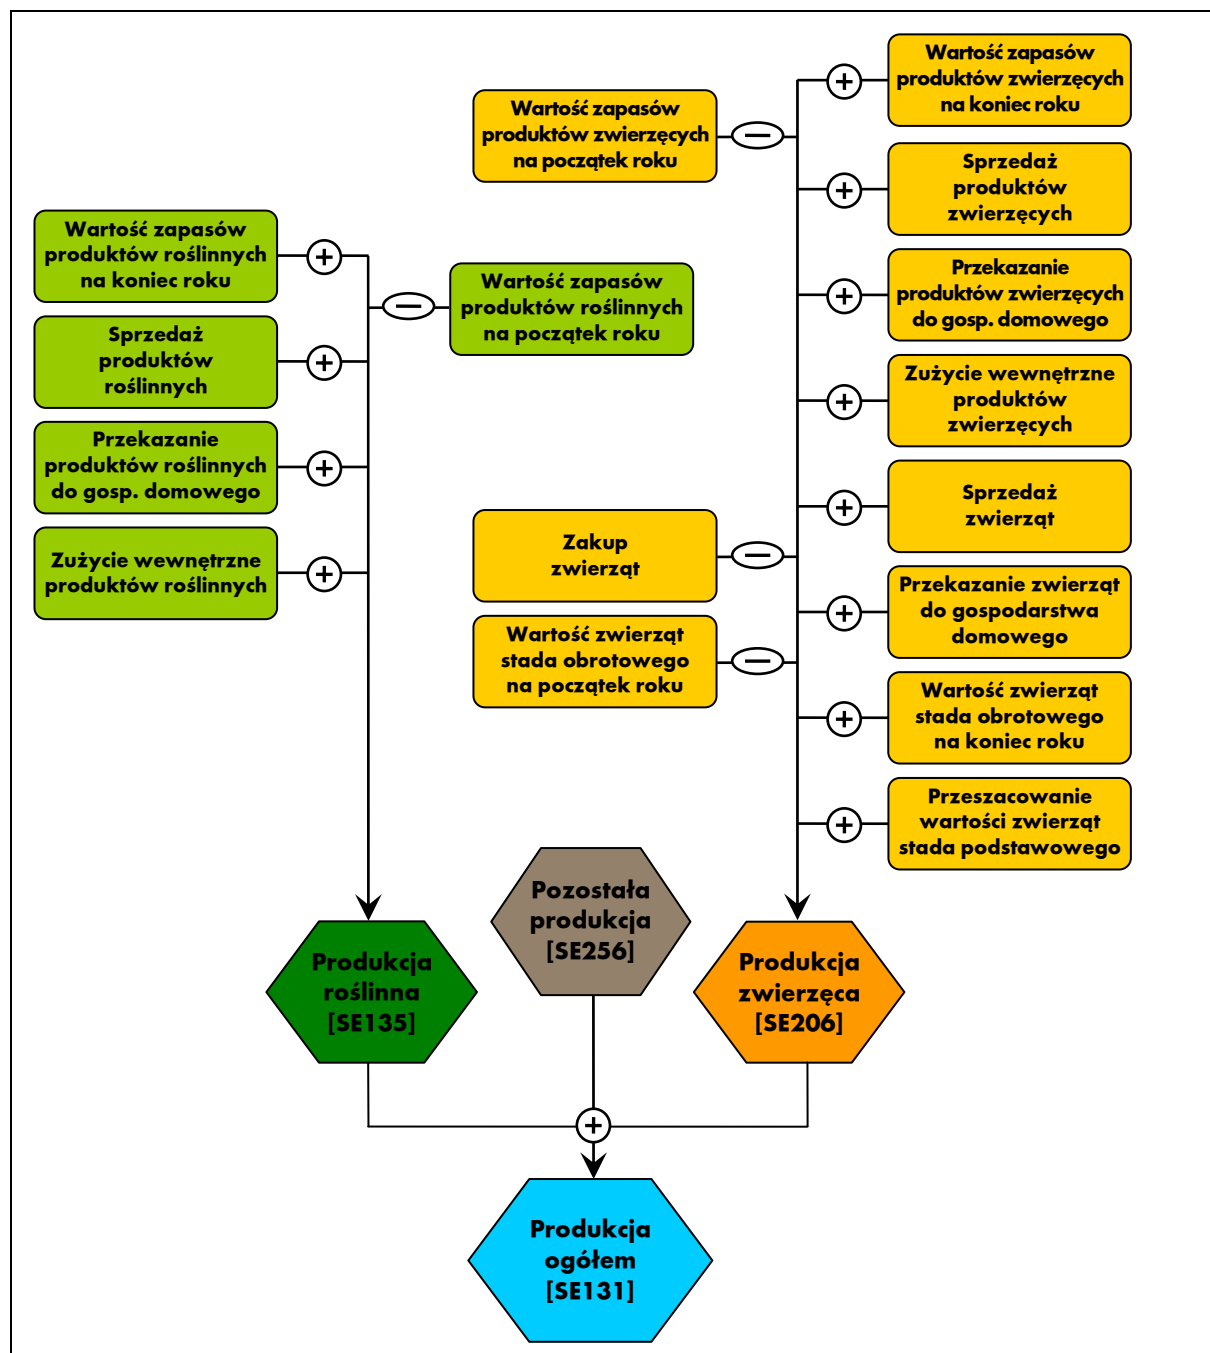 Wartość zapasów
produktów zwierzęcych
na koniec roku
Wartość zapasów
produktów zwierzęcych
na początek roku
Sprzedaż
produktów
zwierzęcych
Wartość zapasów
produktów roślinnych
na koniec roku
Wartość zapasów
produktów roślinnych
na początek roku
Przekazanie
produktów zwierzęcych
do gosp. domowego
Sprzedaż
produktów
roślinnych
Zużycie wewnętrzne
produktów
zwierzęcych
Przekazanie
produktów roślinnych
do gosp. domowego
Sprzedaż
zwierząt
Zużycie wewnętrzne
produktów roślinnych
Zakup
zwierząt
Przekazanie zwierząt
do gospodarstwa
domowego
Wartość zwierząt
stada obrotowego
na początek roku
Wartość zwierząt
stada obrotowego
na koniec roku
Przeszacowanie
wartości zwierząt
stada podstawowego
Pozostała
produkcja
[SE256]
Produkcja
roślinna
[SE135]
Produkcja
zwierzęca
[SE206]
Produkcja
ogółem
[SE131]